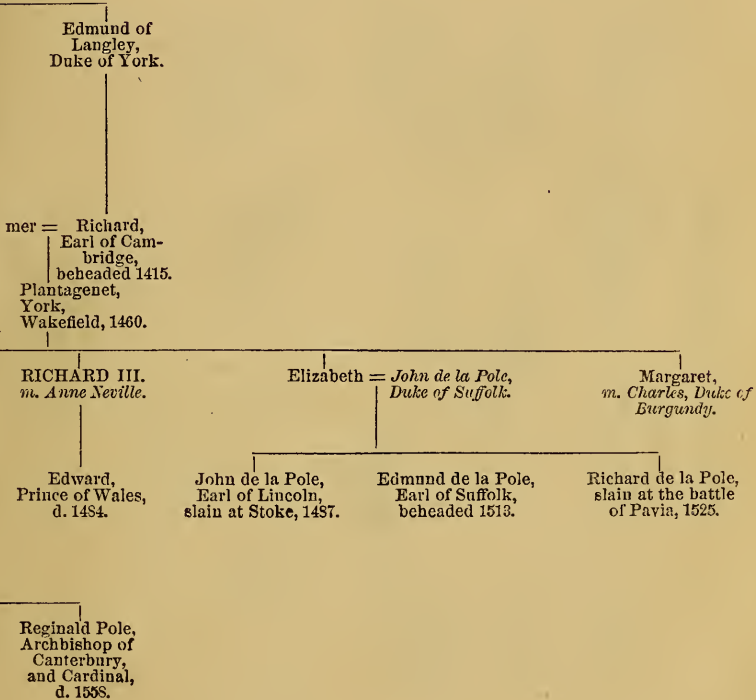 Edmund of
Langley,
Duke of York.
mer = Richard,
Earl of Cam-
bridge,
beheaded 1415.
Plantagenet,
York,
Wakefield, 1460.
RICHARD III.
m. Anne Neville.
Elizabeth = John de la Pole,
Duke of Suffolk.
Margaret,
m. Charles, Duke of
Burgundy.
Edward,
Prince of Wales,
d. 1484.
John de la Pole,
Earl of Lincoln,
slain at Stoke, 1487.
Edmund de la Pole,
Earl of Suffolk,
beheaded 1513.
Richard de la Pole,
slain at the battle
of Pavia, 1525.
Reginald Pole,
Archbishop of
Canterbury,
and Cardinal,
d. 1558.